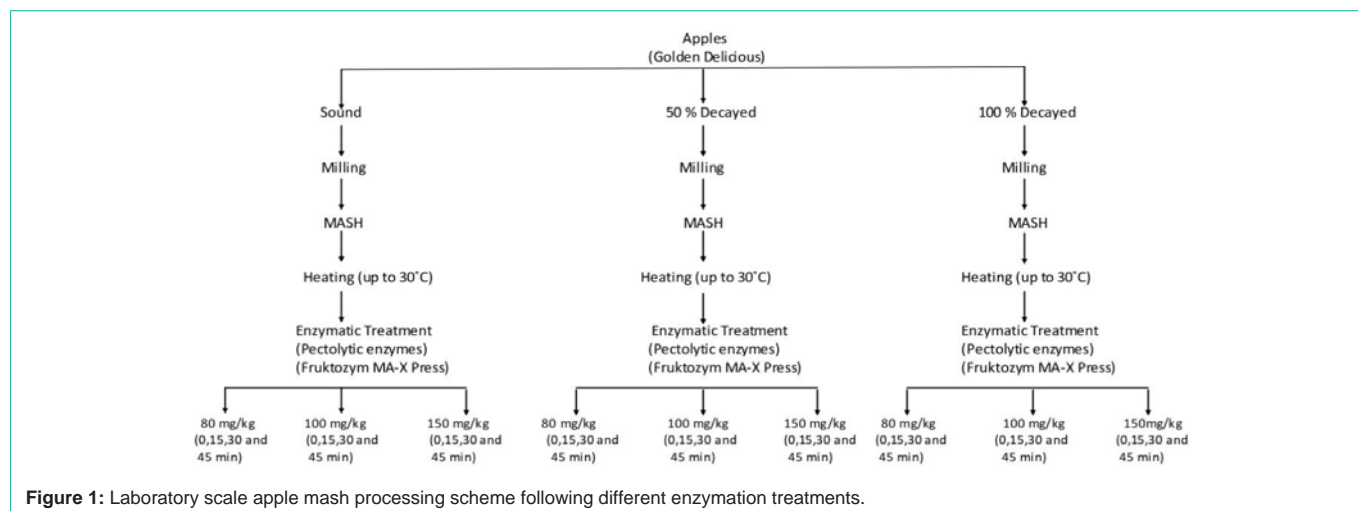 Apples
(Golden Delicious)
Sound
50 % Decayed
100 % Decayed
Milling
Milling
Milling
MASH
MASH
MASH
Heating (up to 30˚C)
Heating (up to 30˚C)
Heating (up to 30˚C)
Enzymatic Treatment
(Pectolytic enzymes)
(Fruktozym MA-X Press)
Enzymatic Treatment
(Pectolytic enzymes)
(Fruktozym MA-X Press)
Enzymatic Treatment
(Pectolytic enzymes)
(Fruktozym MA-X Press)
80 mg/kg
(0,15,30 and
45 min)
100 mg/kg
(0,15,30 and
45 min)
150 mg/kg
(0,15,30 and
45 min)
80 mg/kg
(0,15,30 and
45 min)
100 mg/kg
(0,15,30 and
45 min)
150 mg/kg
(0,15,30 and
45 min)
80 mg/kg
(0,15,30 and
45 min)
100 mg/kg
(0,15,30 and
45 min)
150mg/kg
(0,15,30 and
45 min)
Figure 1: Laboratory scale apple mash processing scheme following different enzymation treatments.